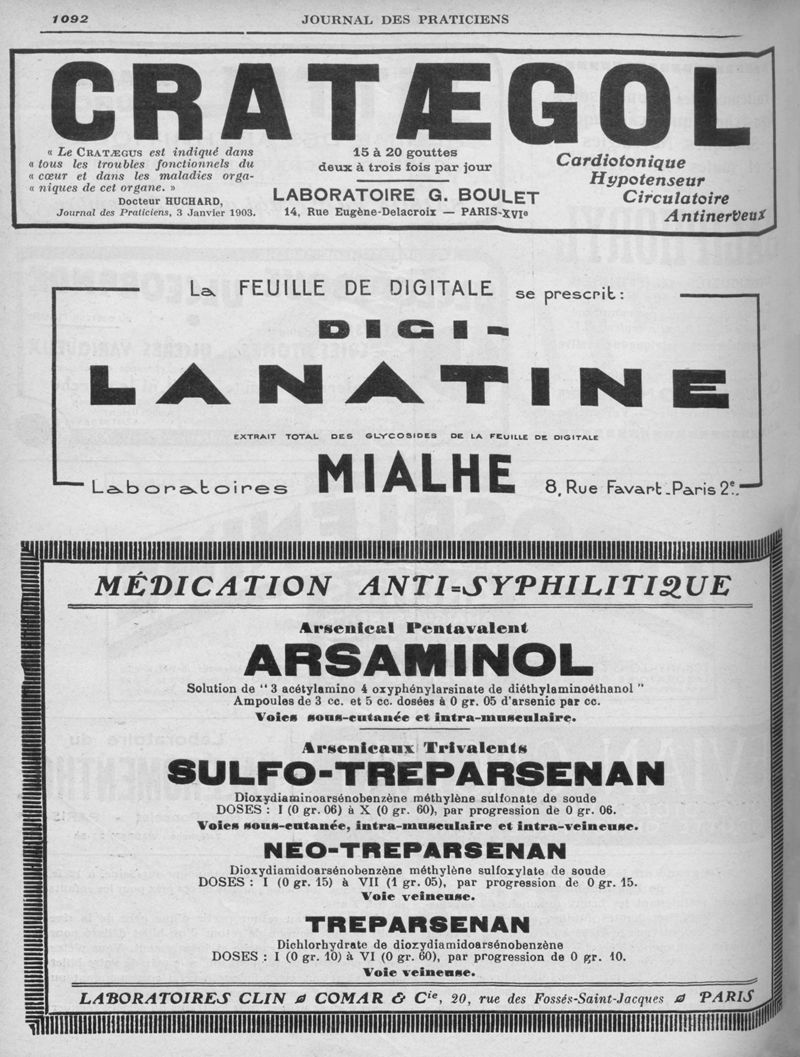 1092
JOURNAL DES PRATICIENS
CRATÆGOL
« Le CRATÆGUS est indiqué dans
« tous les troubles fonctionnels du
« cœur et dans les maladies orga-
« niques de cet organe. »
Docteur HUCHARD,
Journal des Praticiens, 3 Janvier 1903.
15 à 20 gouttes
deux à trois fois par jour
LABORATOIRE G. BOULET
14, Rue Eugène-Delacroix — PARIS-XVIe
Cardiotonique
Hypotenseur
Circulatoire
Antinerveux
La FEUILLE DE DIGITALE se prescrit :
DIGI-
LANATINE
EXTRAIT TOTAL DES GLYCOSIDES DE LA FEUILLE DE DIGITALE
Laboratoires MIALHE 8, Rue Favart_Paris 2e.
MÉDICATION ANTI=SYPHILITIQUE
Arsenical Pentavalent
ARSAMINOL
Solution de " 3 acétylamino 4 oxyphénylarsinate de diéthylaminoéthanol "
Ampoules de 3 cc. et 5 cc. dosées à 0 gr. 05 d'arsenic par cc.
Voies sous-cutanée et intra-musculaire.
Arsenicaux Trivalents
SULFO-TREPARSENAN
Dioxydiaminoarsénobenzène méthylène sulfonate de soude
DOSES : I (0 gr. 06) à X (0 gr. 60), par progression de 0 gr. 06.
Voies sous-cutanée, intra-musculaire et intra-veineuse.
NEO-TREPARSENAN
Dioxydiamidoarsénobenzène méthylène sulfoxylate de soude
DOSES : I (0 gr. 15) à VII (1 gr. 05), par progression de 0 gr. 15.
Voie veineuse.
TREPARSENAN
Dichlorhydrate de dioxydiamidoarsénobenzène
DOSES : I (0 gr. 10) à VI (0 gr. 60), par progression de 0 gr. 10.
Voie veineuse.
LABORATOIRES CLIN COMAR & Cie, 20, rue des Fossés-Saint-Jacques PARIS